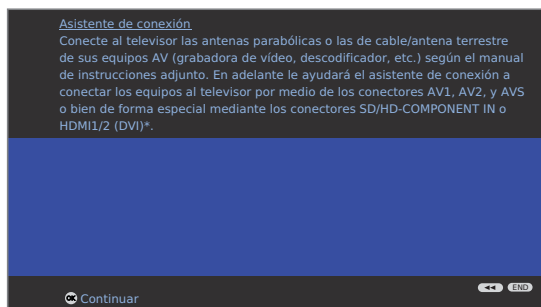 Asistente de conexión
Conecte al televisor las antenas parabólicas o las de cable/antena terrestre
de sus equipos AV (grabadora de vídeo, descodificador, etc.) según el manual
de instrucciones adjunto. En adelante le ayudará el asistente de conexión a
conectar los equipos al televisor por medio de los conectores AV1, AV2, y AVS
o bien de forma especial mediante los conectores SD/HD-COMPONENT IN o
HDMI1/2 (DVI)*.
END
OK Continuar